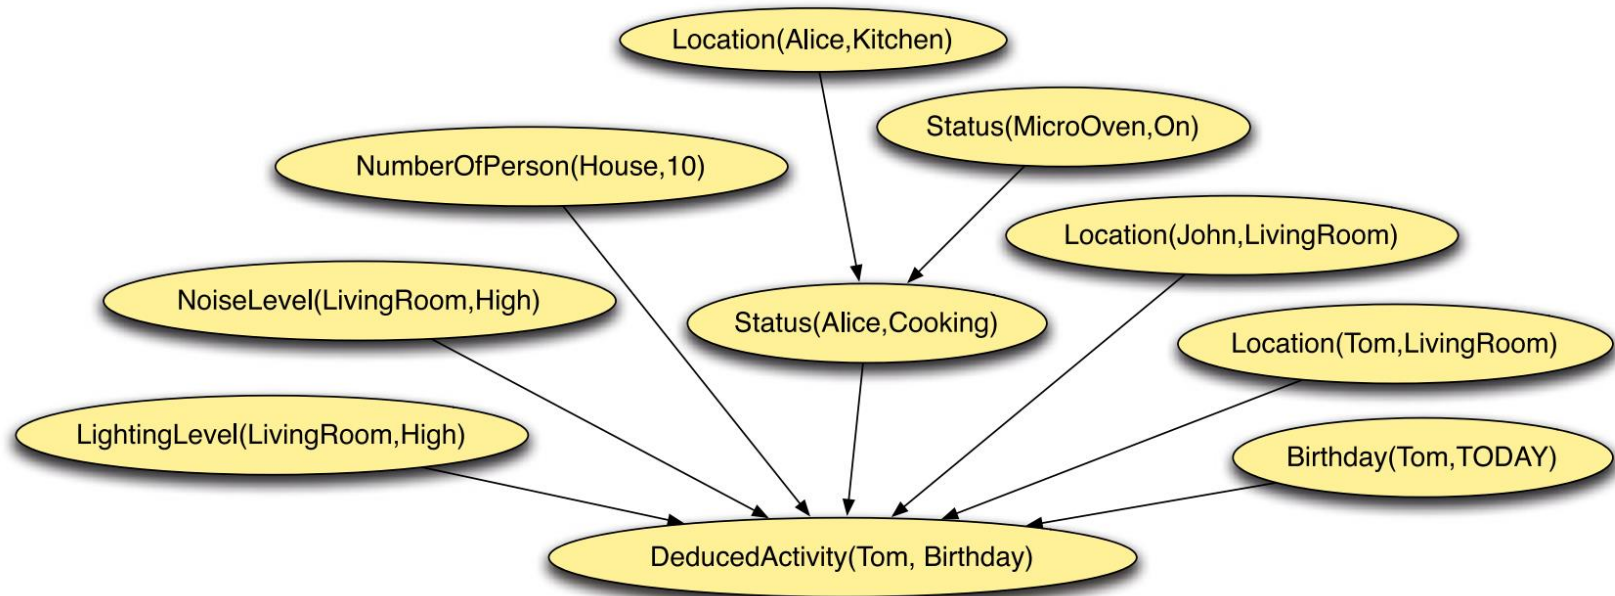 Location(Alice,Kitchen)
Status(MicroOven,On)
NumberOfPerson(House,10)
Location(John,LivingRoom)
NoiseLevel(LivingRoom,High)
Status(Alice,Cooking)
Location(Tom,LivingRoom)
LightingLevel(LivingRoom,High)
Birthday(Tom,TODAY)
DeducedActivity(Tom, Birthday)